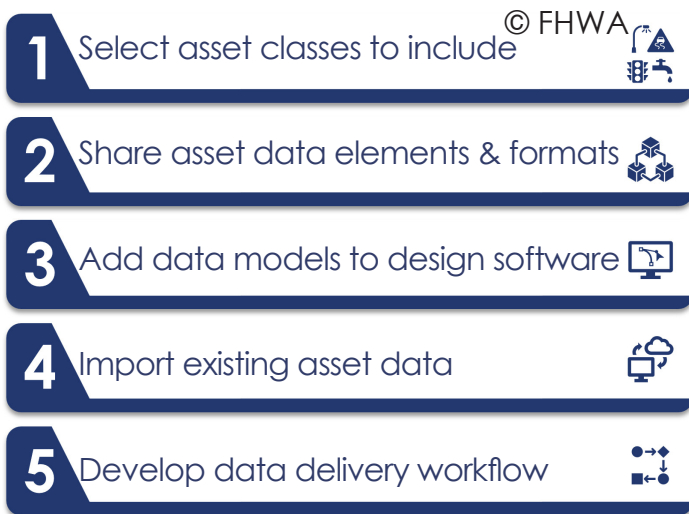 © FHWA
1 Select asset classes to include
2 Share asset data elements & formats
3 Add data models to design software
4 Import existing asset data
5 Develop data delivery workflow